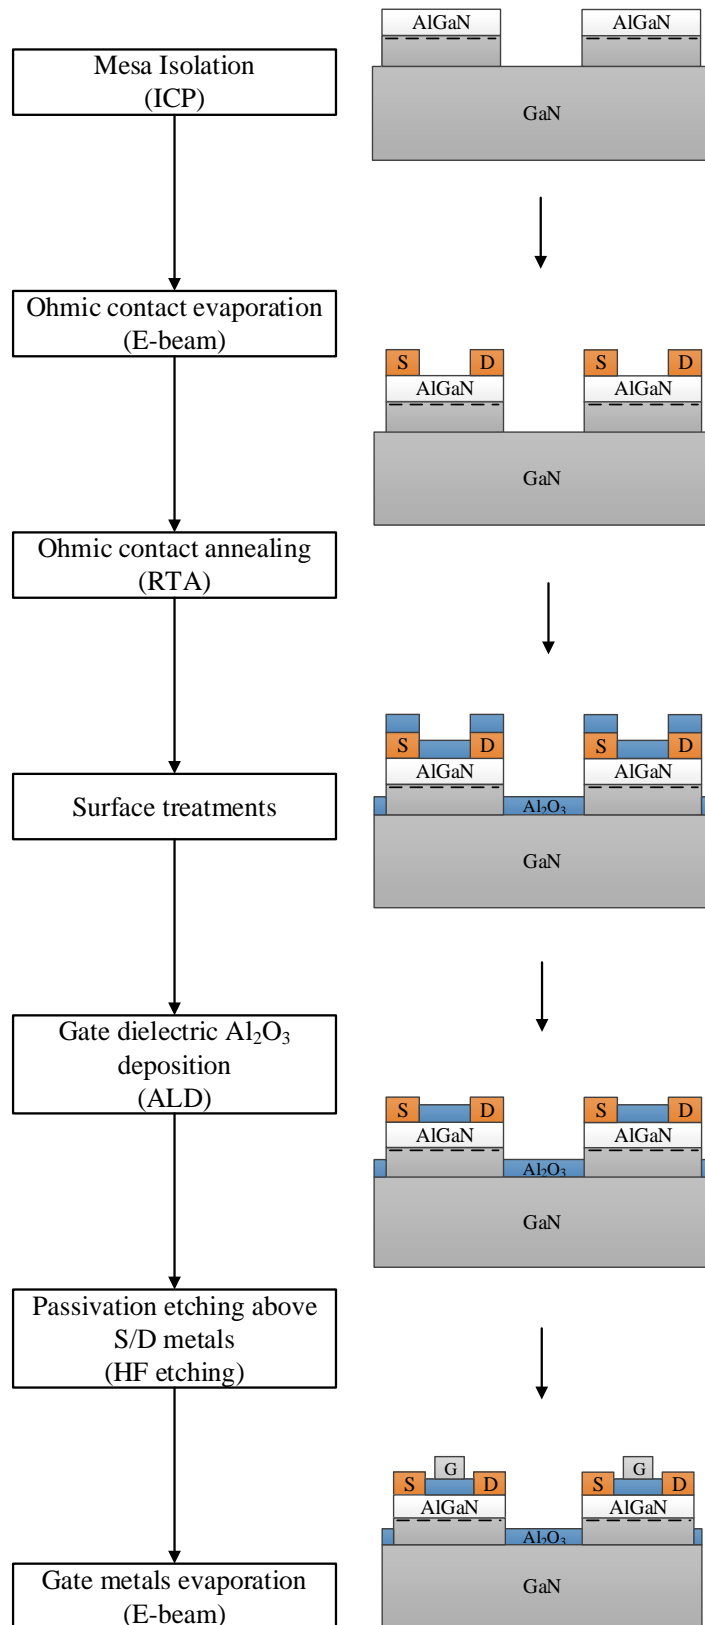 Mesa Isolation
(ICP)
Ohmic contact evaporation
(E-beam)
Ohmic contact annealing
(RTA)
Surface treatments
Gate dielectric Al₂O₃
deposition
(ALD)
Passivation etching above
S/D metals
(HF etching)
Gate metals evaporation
(E-beam)
AlGaN AlGaN
GaN
S D S D
AlGaN AlGaN
GaN
S D S D
AlGaN AlGaN
Al₂O₃
GaN
S D S D
AlGaN AlGaN
Al₂O₃
GaN
G G
S D S D
AlGaN AlGaN
Al₂O₃
GaN